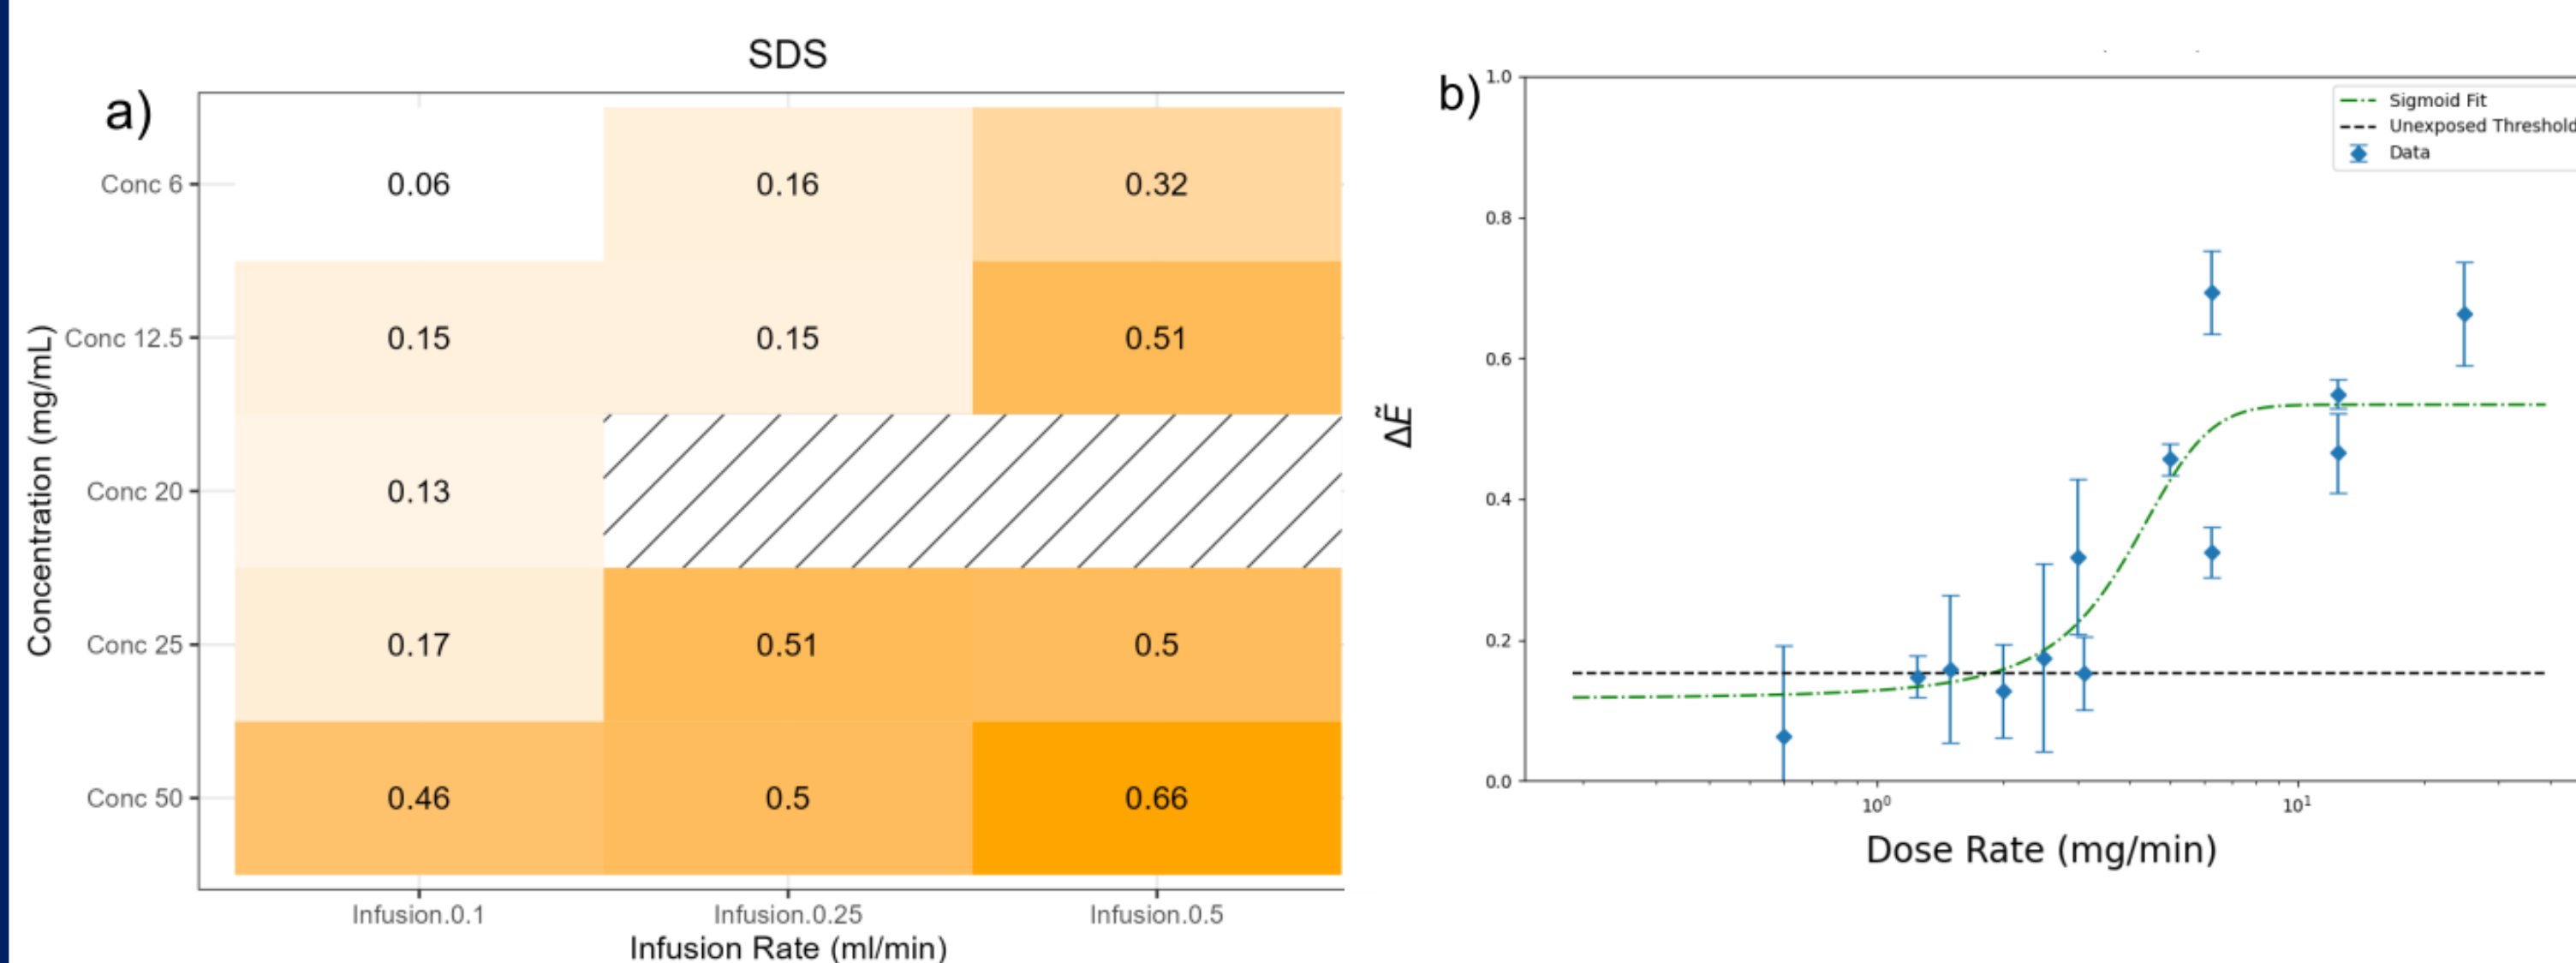 SDS
a)
Concentration (mg/mL)
Conc 6
0.06 0.16 0.32
Conc 12.5
0.15 0.15 0.51
Conc 20
0.13
Conc 25
0.17 0.51 0.5
Conc 50
0.46 0.5 0.66
Infusion.0.1 Infusion.0.25 Infusion.0.5
Infusion Rate (ml/min)
b)
ΔẼ
1.0
0.8
0.6
0.4
0.2
0.0
Sigmoid Fit
Unexposed Threshold
Data
10⁰ 10¹
Dose Rate (mg/min)